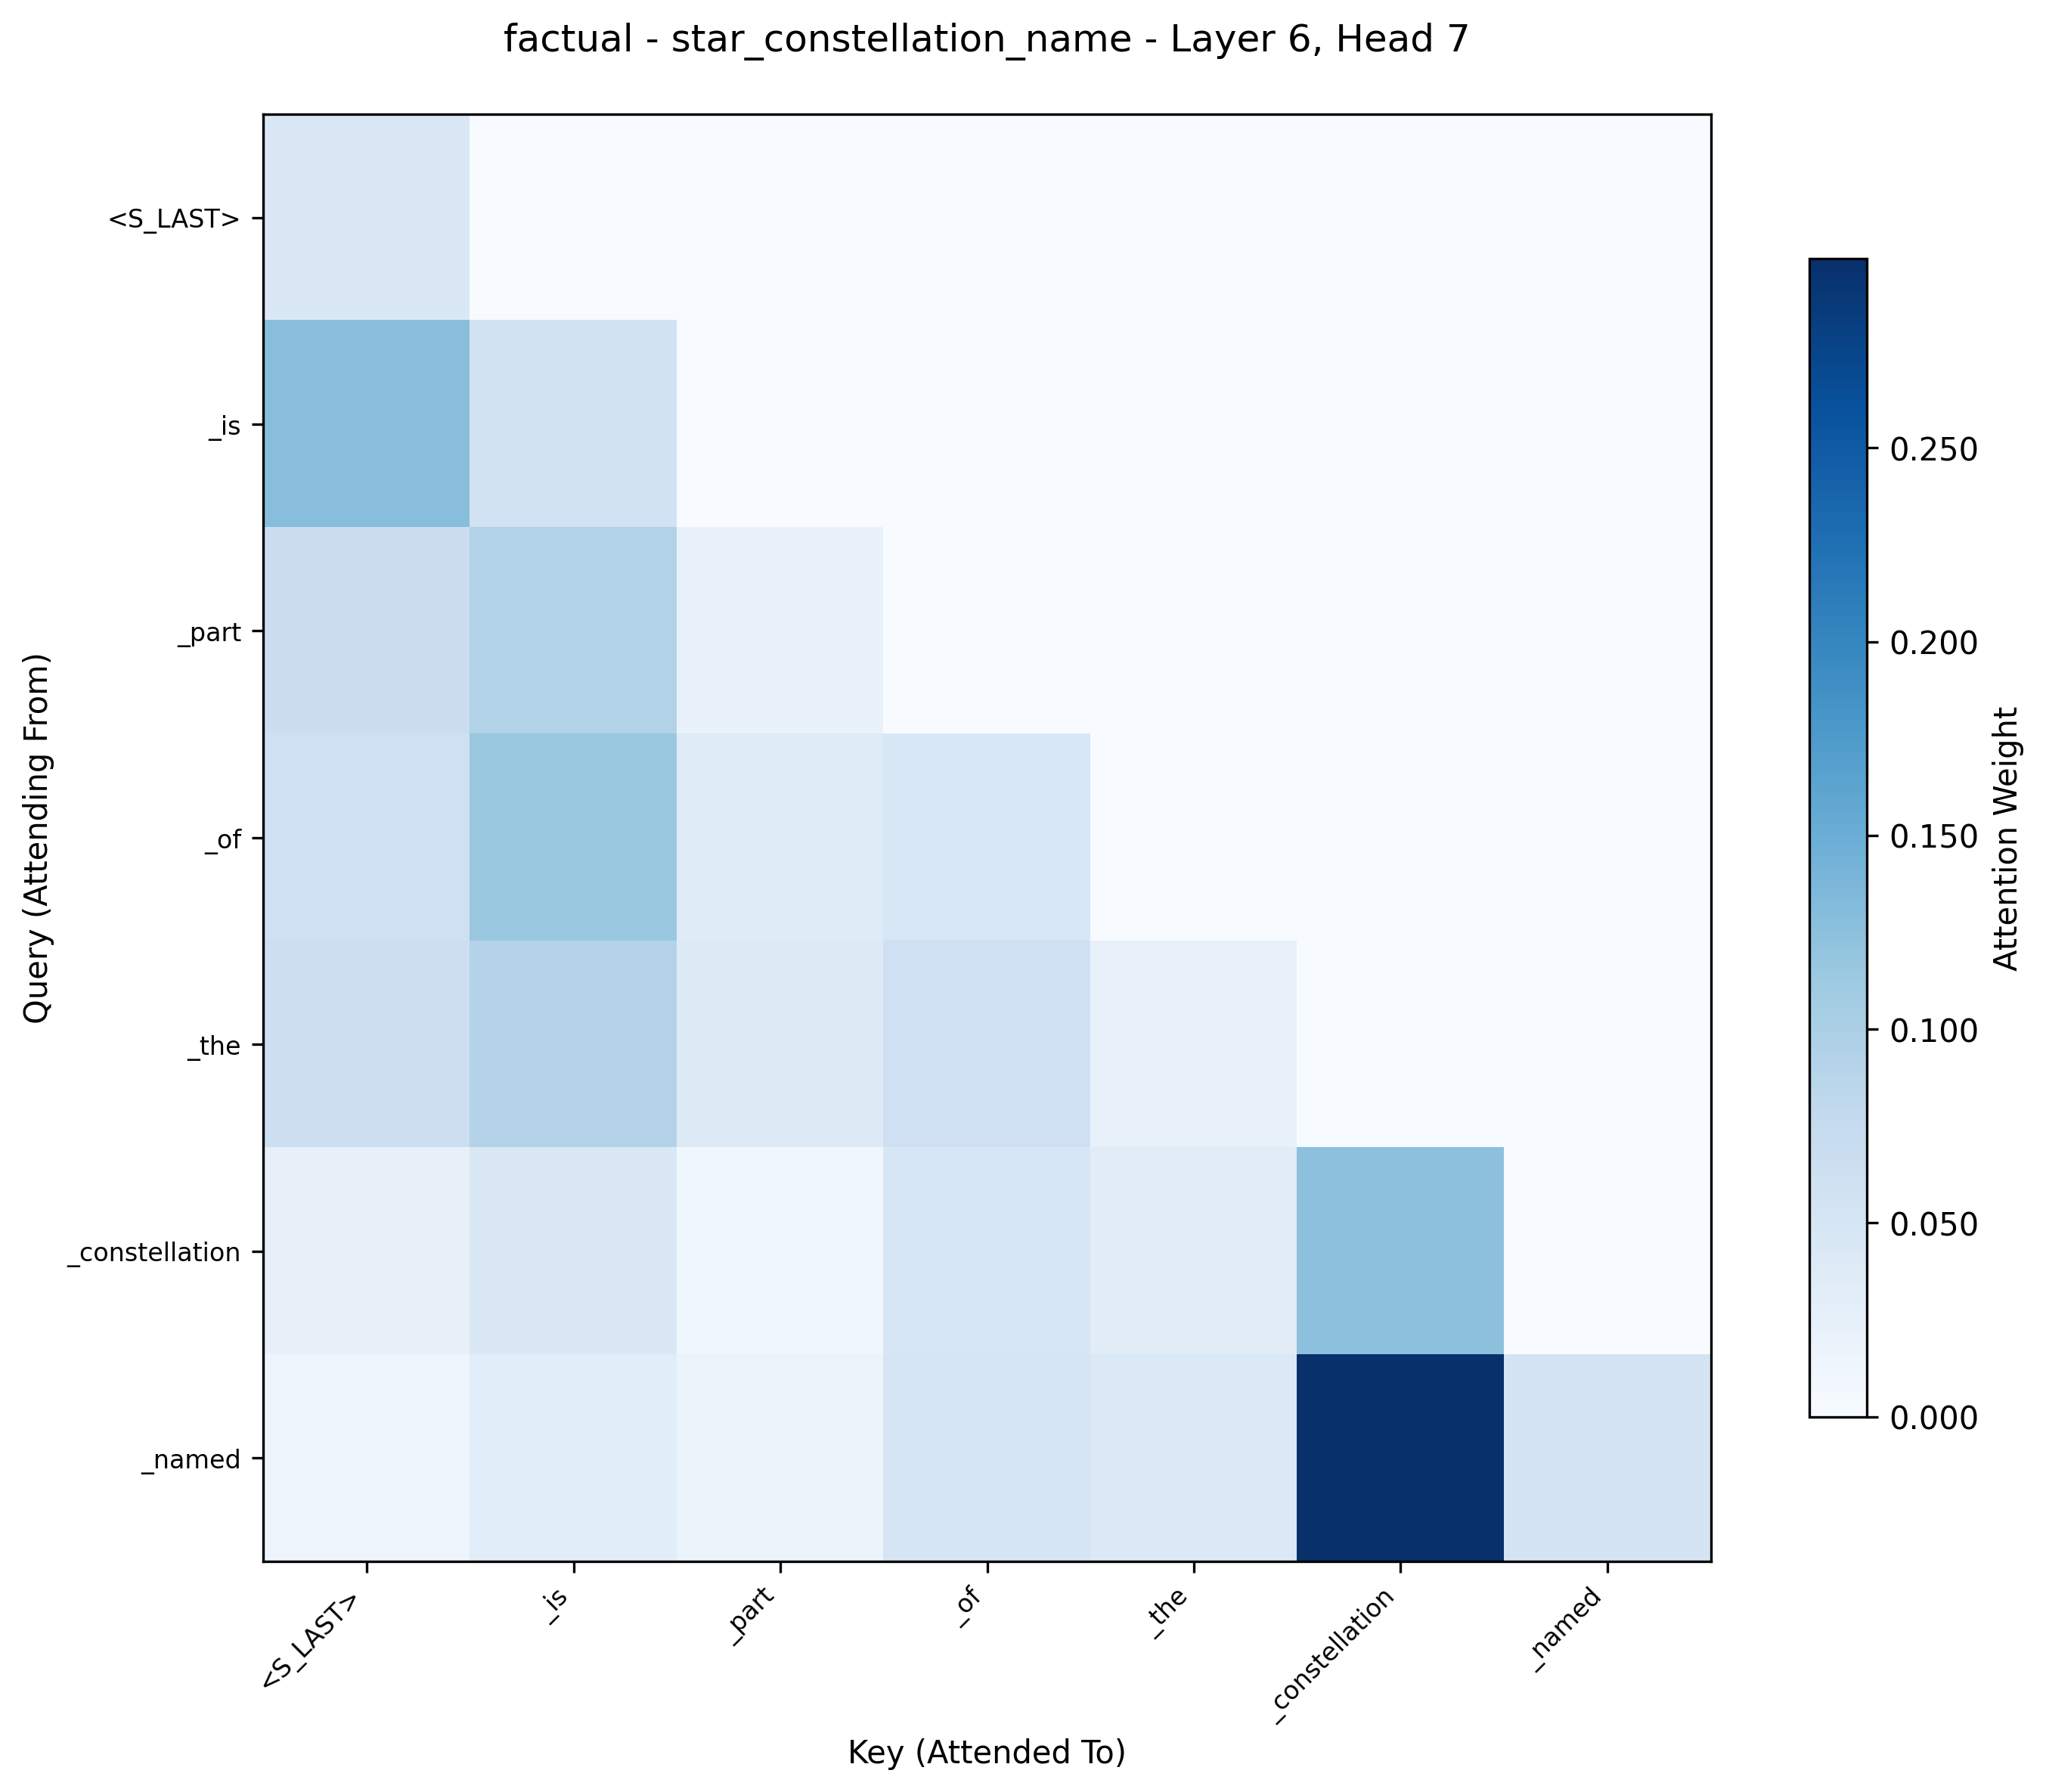 factual - star_constellation_name - Layer 6, Head 7
Query (Attending From)
<S_LAST>
_is
_part
_of
_the
_constellation
_named
<S_LAST>
_is
_part
_of
_the
_constellation
_named
Key (Attended To)
0.250
0.200
0.150
0.100
0.050
0.000
Attention Weight